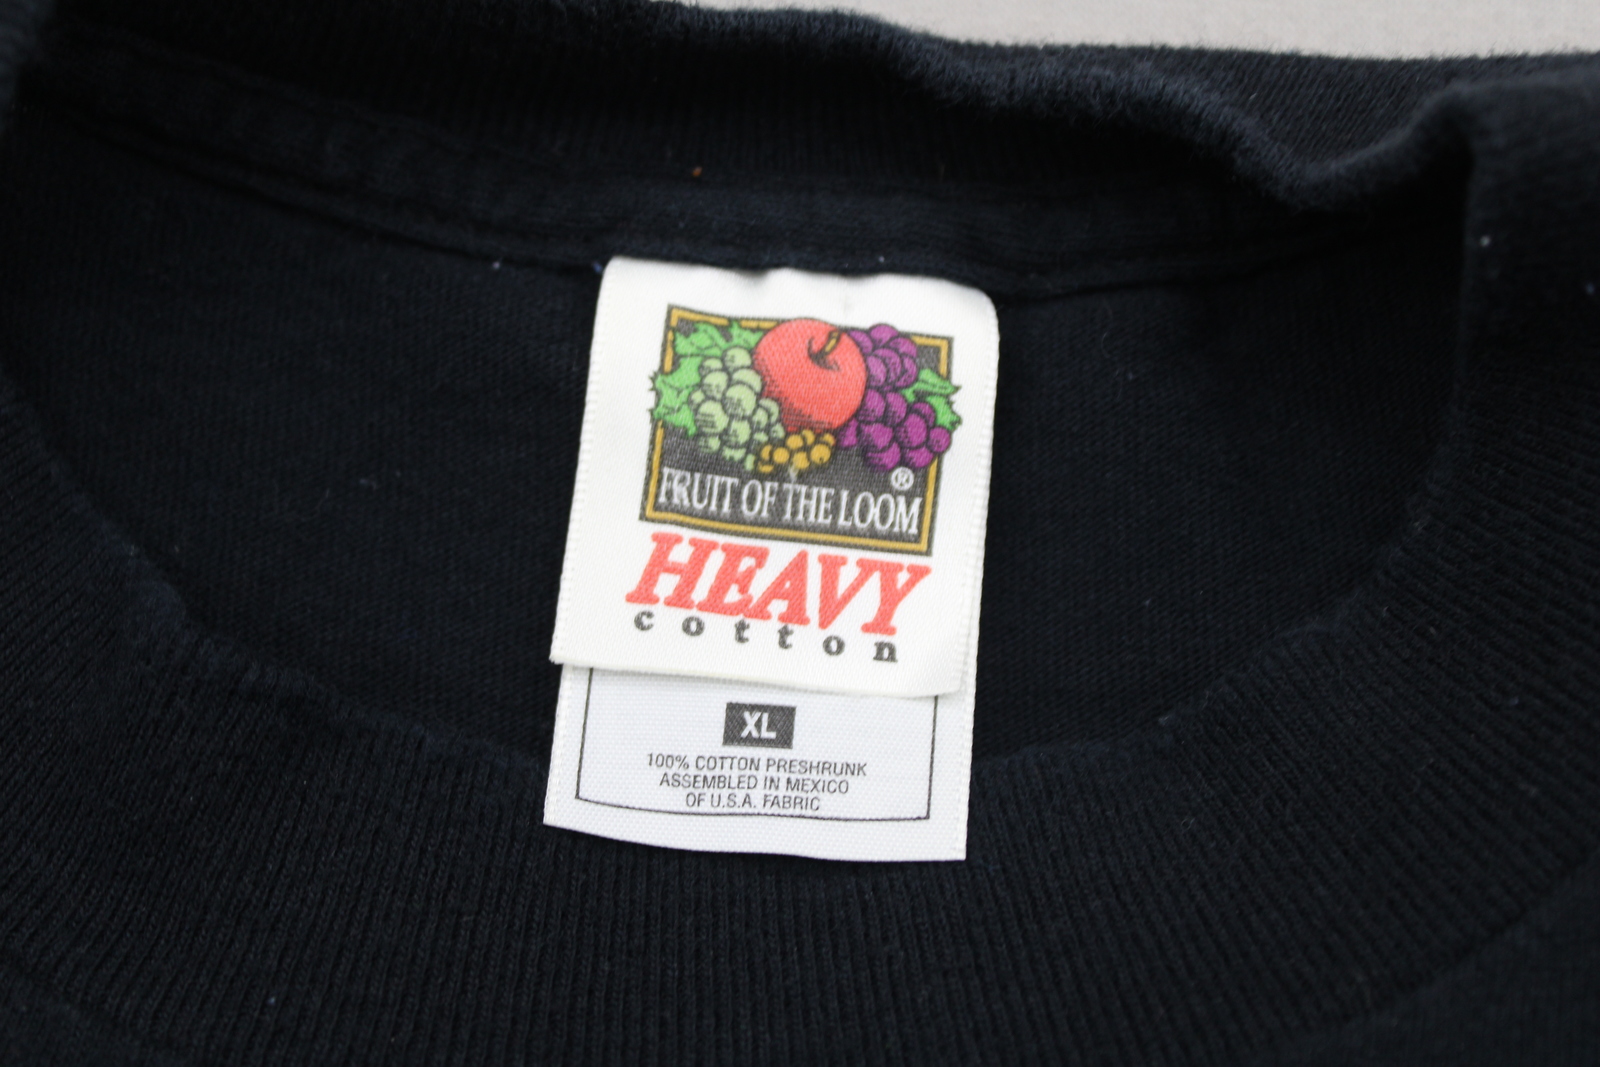 FRUIT OF THE LOOM ®
HEAVY
cotton
XL
100% COTTON PRESHRUNK
ASSEMBLED IN MEXICO
OF U.S.A. FABRIC